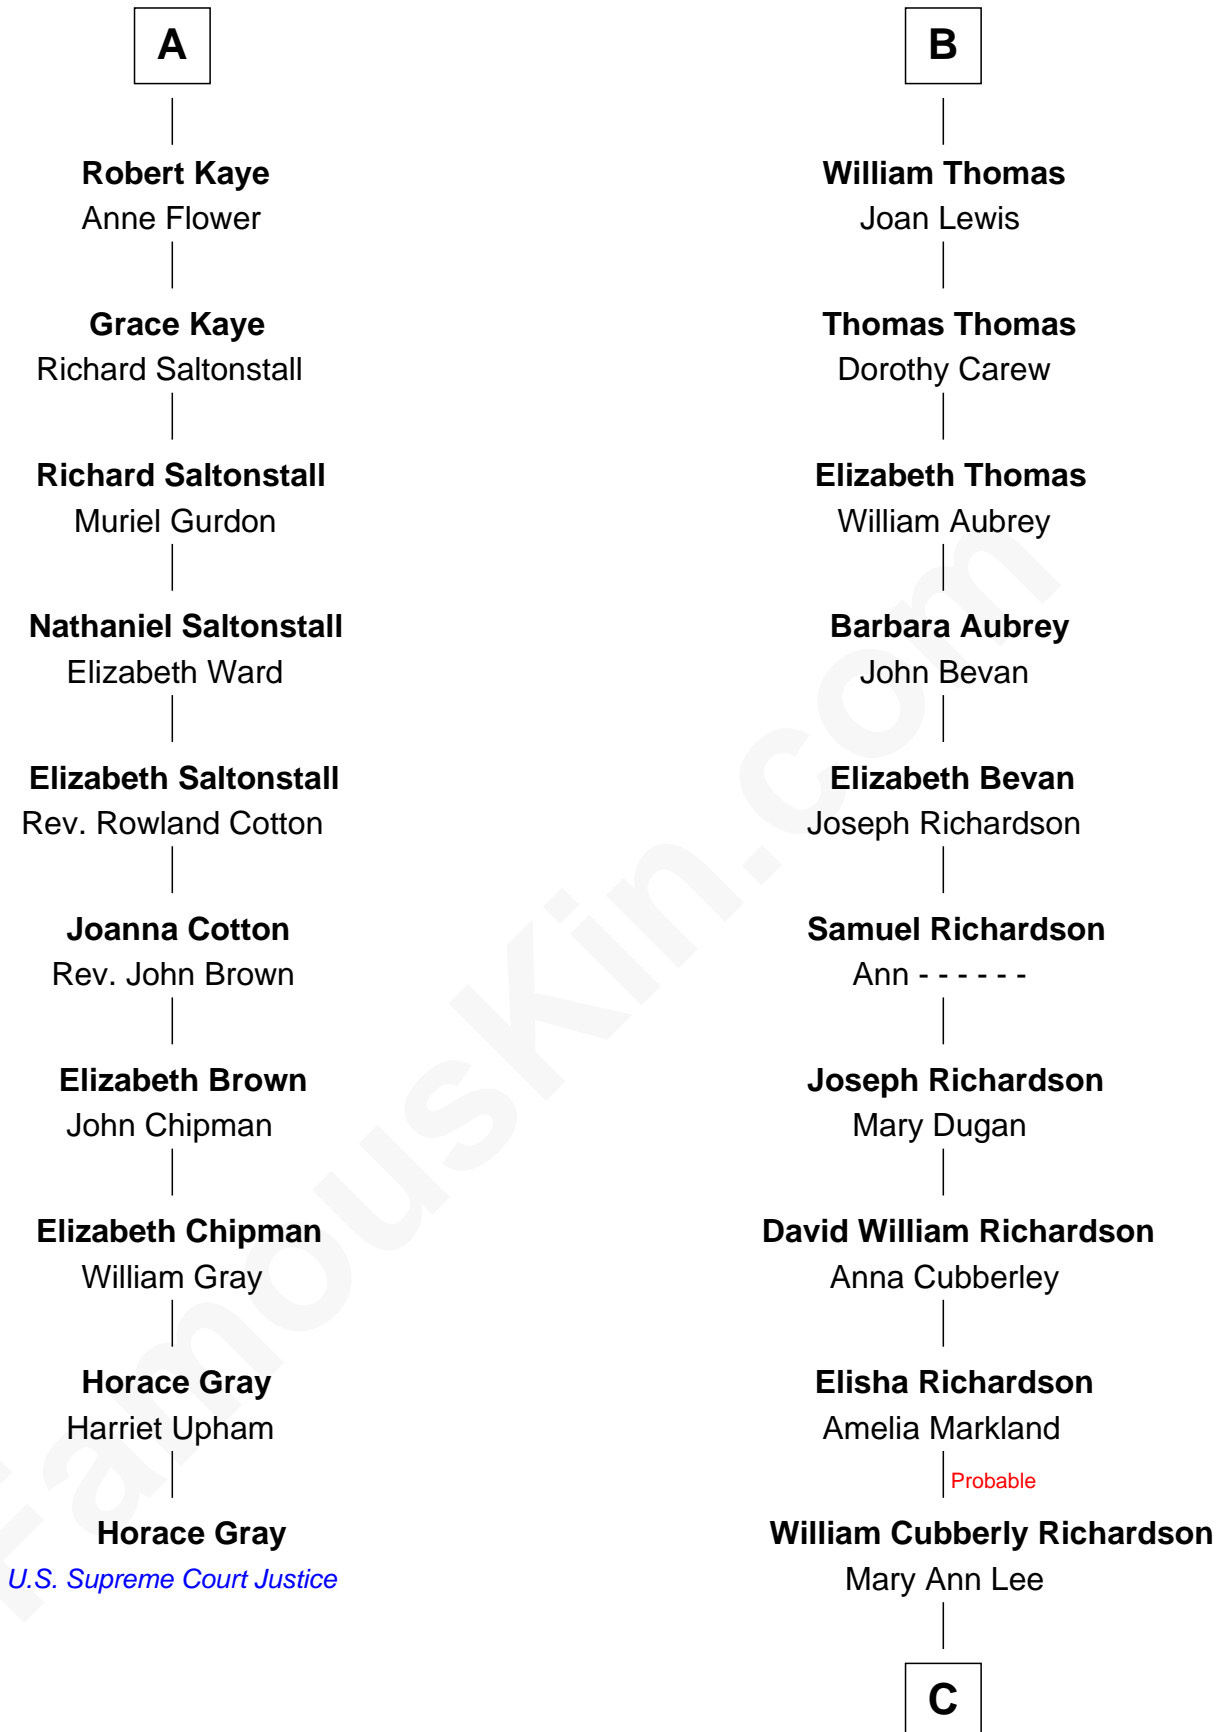 A
Robert Kaye
Anne Flower
Grace Kaye
Richard Saltonstall
Richard Saltonstall
Muriel Gurdon
Nathaniel Saltonstall
Elizabeth Ward
Elizabeth Saltonstall
Rev. Rowland Cotton
Joanna Cotton
Rev. John Brown
Elizabeth Brown
John Chipman
Elizabeth Chipman
William Gray
Horace Gray
Harriet Upham
Horace Gray
U.S. Supreme Court Justice
B
William Thomas
Joan Lewis
Thomas Thomas
Dorothy Carew
Elizabeth Thomas
William Aubrey
Barbara Aubrey
John Bevan
Elizabeth Bevan
Joseph Richardson
Samuel Richardson
Ann - - - - - -
Joseph Richardson
Mary Dugan
David William Richardson
Anna Cubberley
Elisha Richardson
Amelia Markland
Probable
William Cubberly Richardson
Mary Ann Lee
C
FamousKin.com